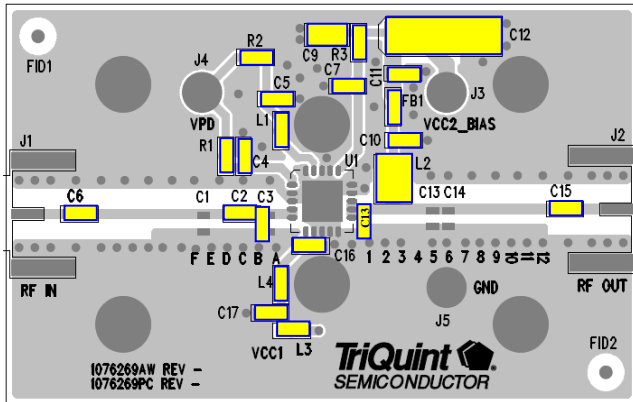 FID1
J4
R2
C9
R3
C12
C7
C11
J3
C5
FB1
VPD
L1
VCC2_BIAS
J1
R1
C4
C10
U1
L2
J2
C6
C1
C2
C3
C13
C13 C14
C15
F E D C B A
C16
1 2 3 4 5 6 7 8 9 10 11 12
RF IN
L4
GND
RF OUT
C17
J5
VCC1
L3
FID2
1076269AW REV -
1076269PC REV -
TriQuint
SEMICONDUCTOR